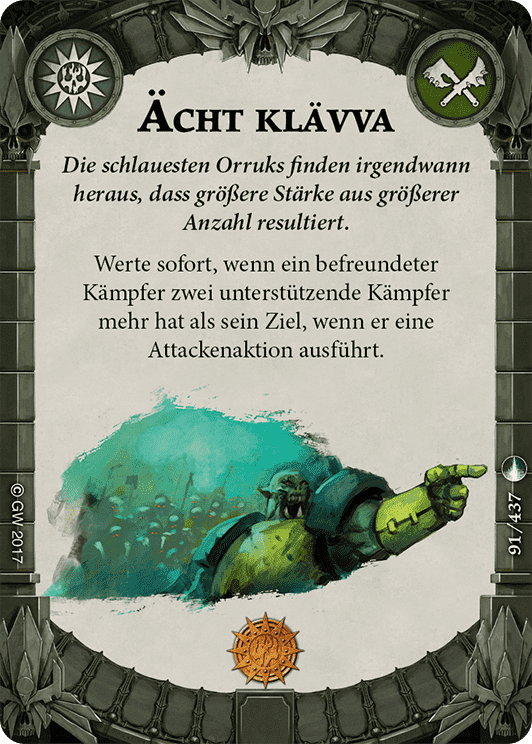 Ächt klävva
Die schlauesten Orruks finden irgendwann
heraus, dass größere Stärke aus größerer
Anzahl resultiert.
Werte sofort, wenn ein befreundeter
Kämpfer zwei unterstützende Kämpfer
mehr hat als sein Ziel, wenn er eine
Attackenaktion ausführt.
© GW 2017
91/437